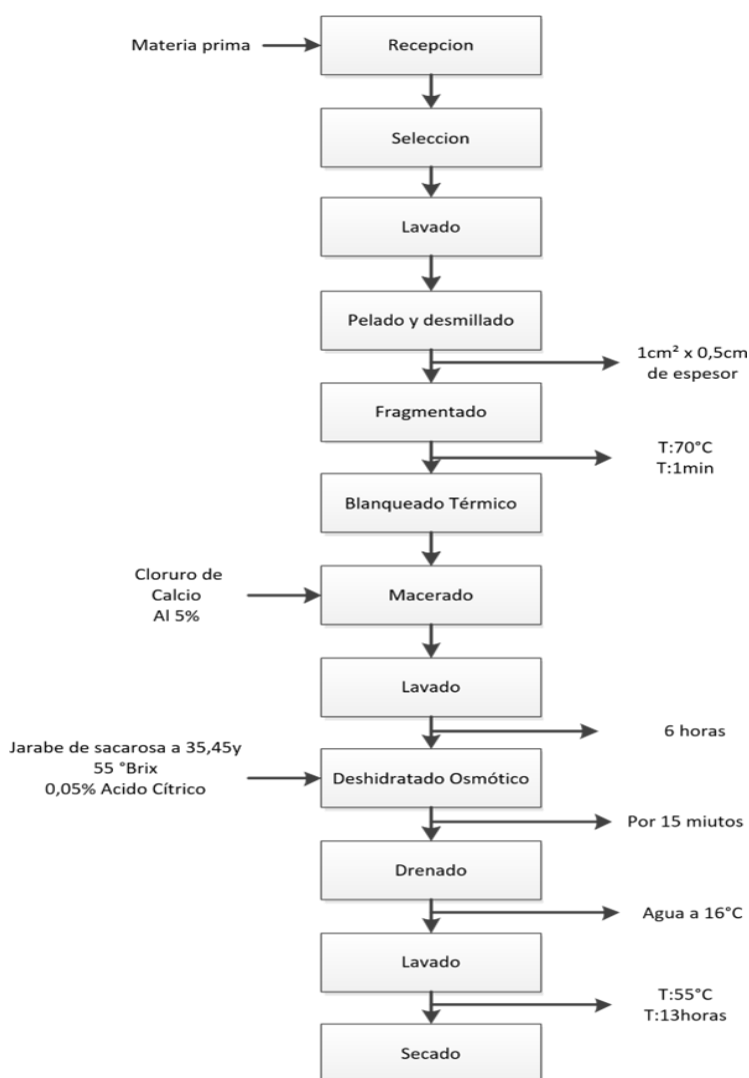 Materia prima
Recepcion
Seleccion
Lavado
Pelado y desmillado
1cm² x 0,5cm
de espesor
Fragmentado
T:70°C
T:1min
Blanqueado Térmico
Cloruro de
Calcio
Al 5%
Macerado
Lavado
6 horas
Jarabe de sacarosa a 35,45y
55 °Brix
0,05% Acido Cítrico
Deshidratado Osmótico
Por 15 miutos
Drenado
Agua a 16°C
Lavado
T:55°C
T:13horas
Secado